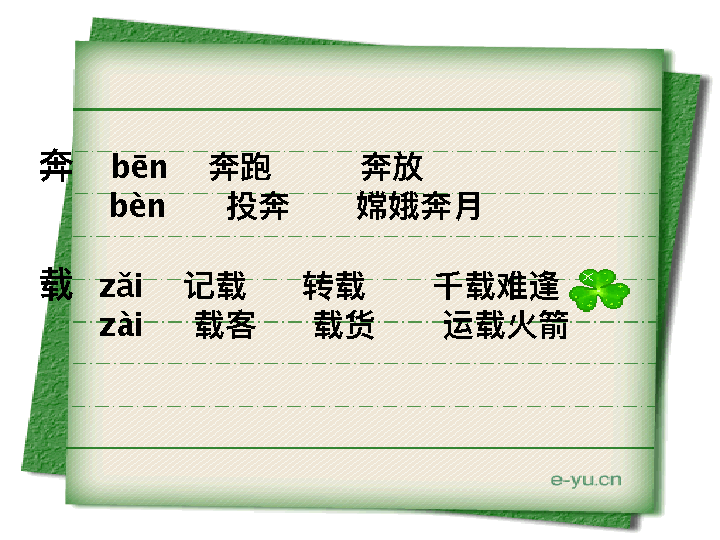 奔 bēn 奔跑 奔放
bèn 投奔 嫦娥奔月
载 zǎi 记载 转载 千载难逢
zài 载客 载货 运载火箭
e-yu.cn